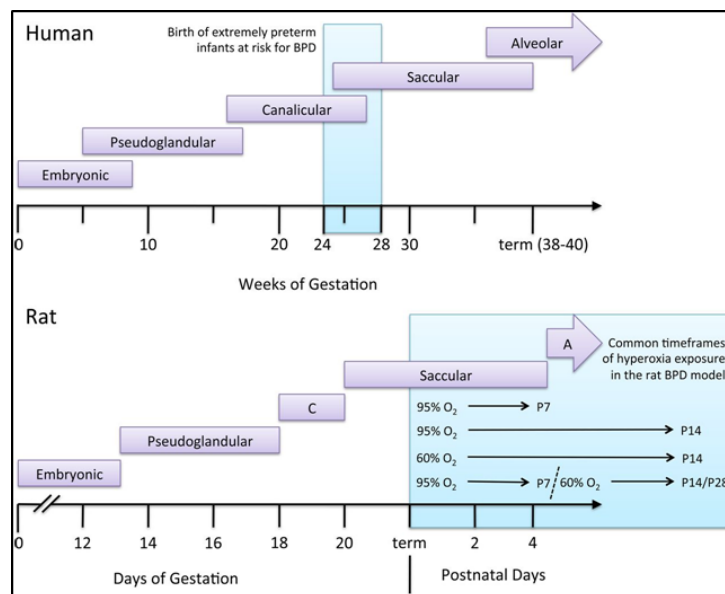 Human
Birth of extremely preterm
infants at risk for BPD
Alveolar
Saccular
Canalicular
Pseudoglandular
Embryonic
0 10 20 24 28 30 term (38-40)
Weeks of Gestation
Rat
A
Common timeframes
of hyperoxia exposure
in the rat BPD model
Saccular
C
Pseudoglandular
Embryonic
95% O₂ P7
95% O₂ P14
60% O₂ P14
95% O₂ P7 60% O₂ P14/P28
0 12 14 16 18 20 term 2 4
Days of Gestation
Postnatal Days